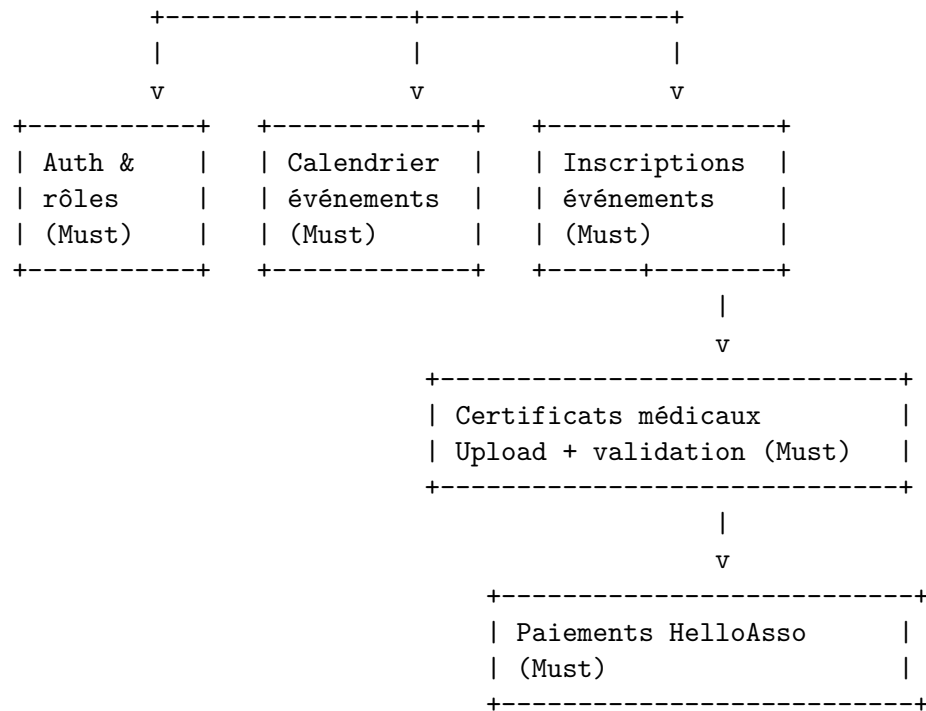 Auth & rôles (Must)
Calendrier événements (Must)
Inscriptions événements (Must)
Certificats médicaux
Upload + validation (Must)
Paiements HelloAsso
(Must)